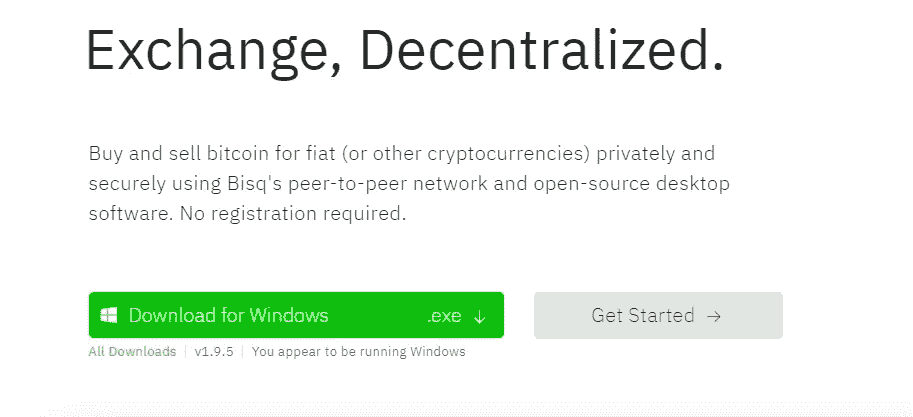 Exchange, Decentralized.
Buy and sell bitcoin for fiat (or other cryptocurrencies) privately and
securely using Bisq's peer-to-peer network and open-source desktop
software. No registration required.
Download for Windows .exe ↓ Get Started →
All Downloads | v1.9.5 | You appear to be running Windows